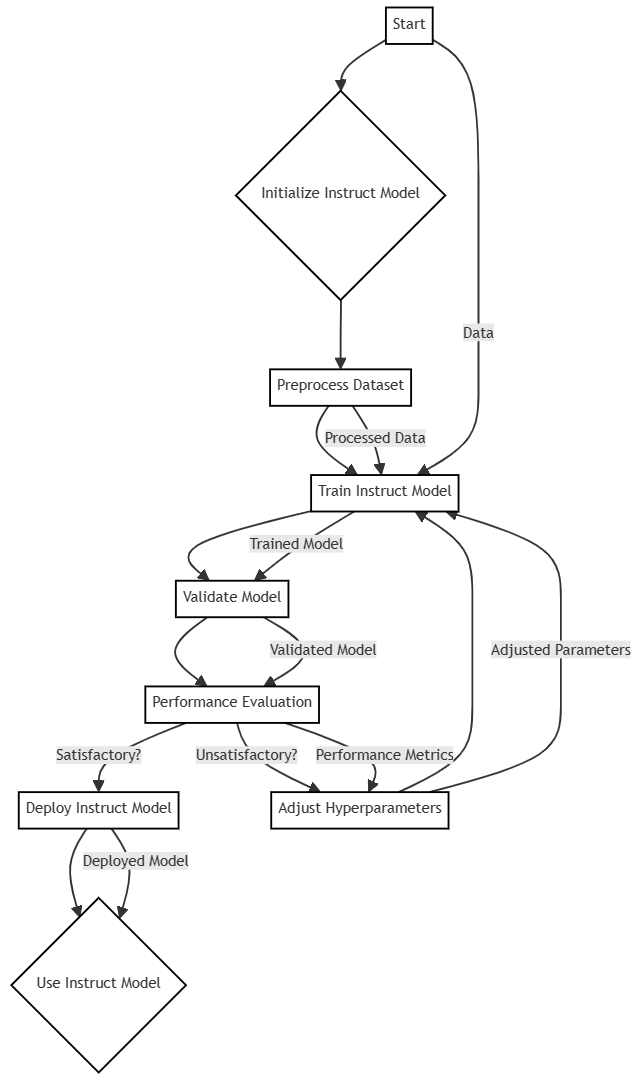 Start
Initialize Instruct Model
Data
Preprocess Dataset
Processed Data
Train Instruct Model
Trained Model
Validate Model
Validated Model
Adjusted Parameters
Performance Evaluation
Satisfactory?
Unsatisfactory?
Performance Metrics
Deploy Instruct Model
Adjust Hyperparameters
Deployed Model
Use Instruct Model